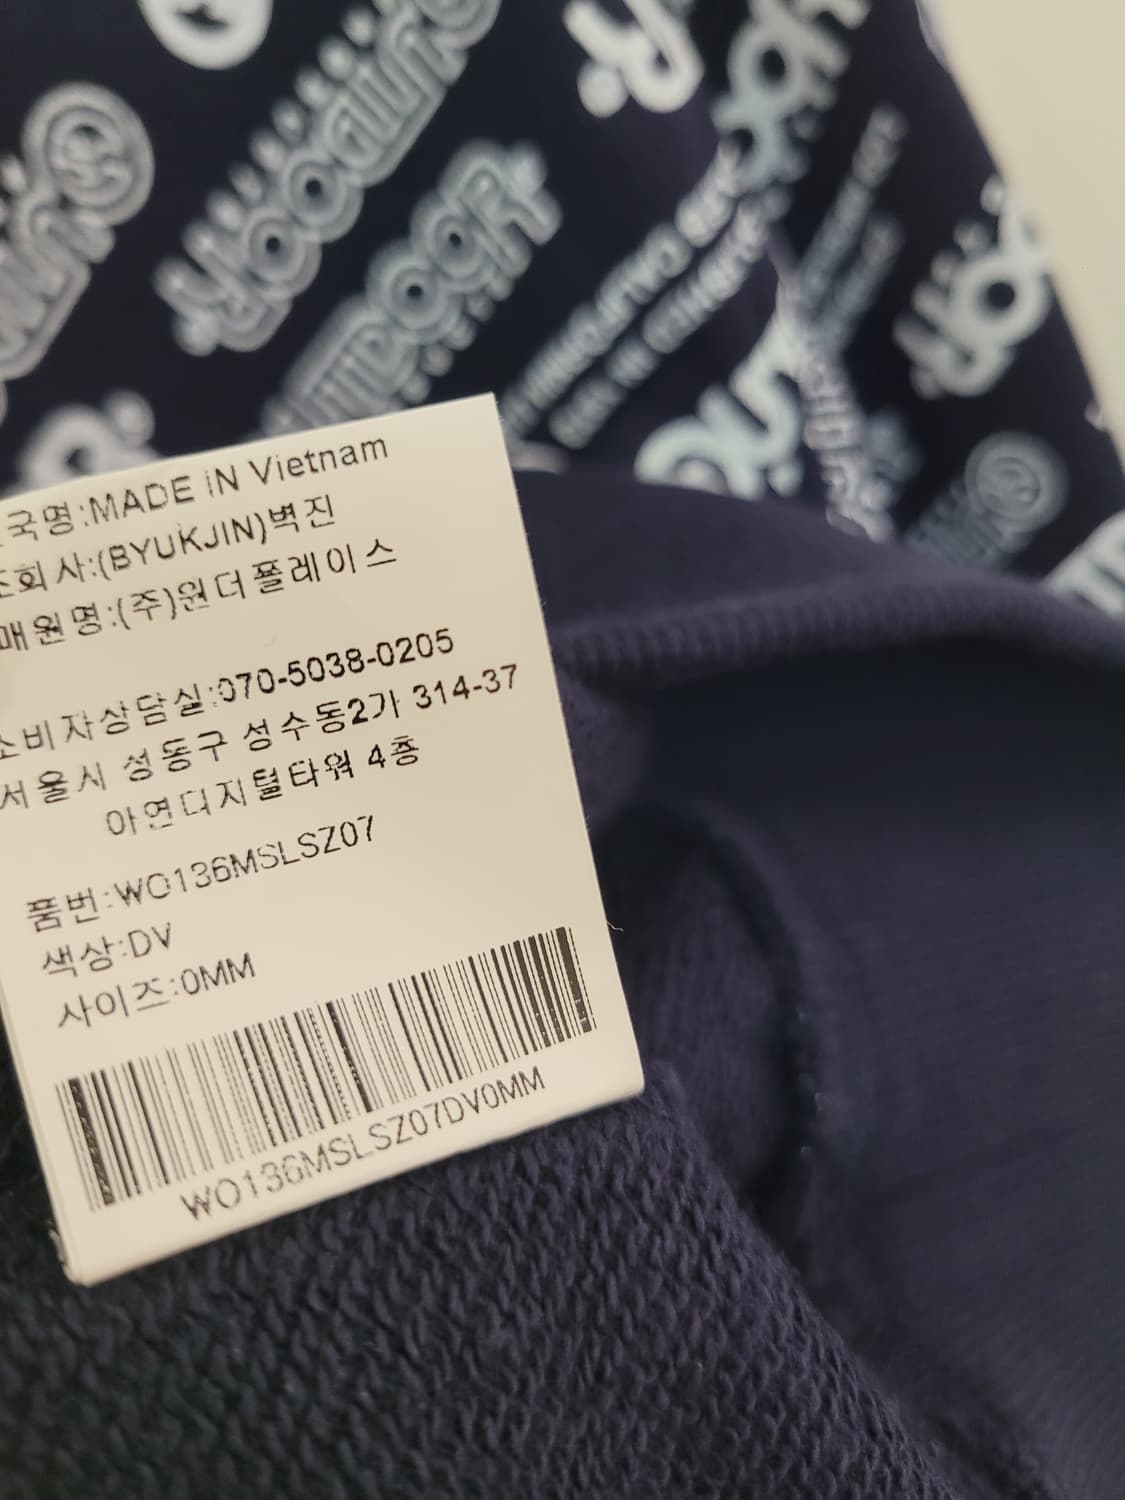 YOOUNG
OUTDOOR
국명:MADE iN Vietnam
조회사:(BYUKJIN)벽진
매원명:(주)원더플레이스
소비자상담실:070-5038-0205
서울시 성동구 성수동2가 314-37
아연디지털타워 4층
품번:WO136MSLSZ07
색상:DV
사이즈:0MM
WO136MSLSZ07DV0MM